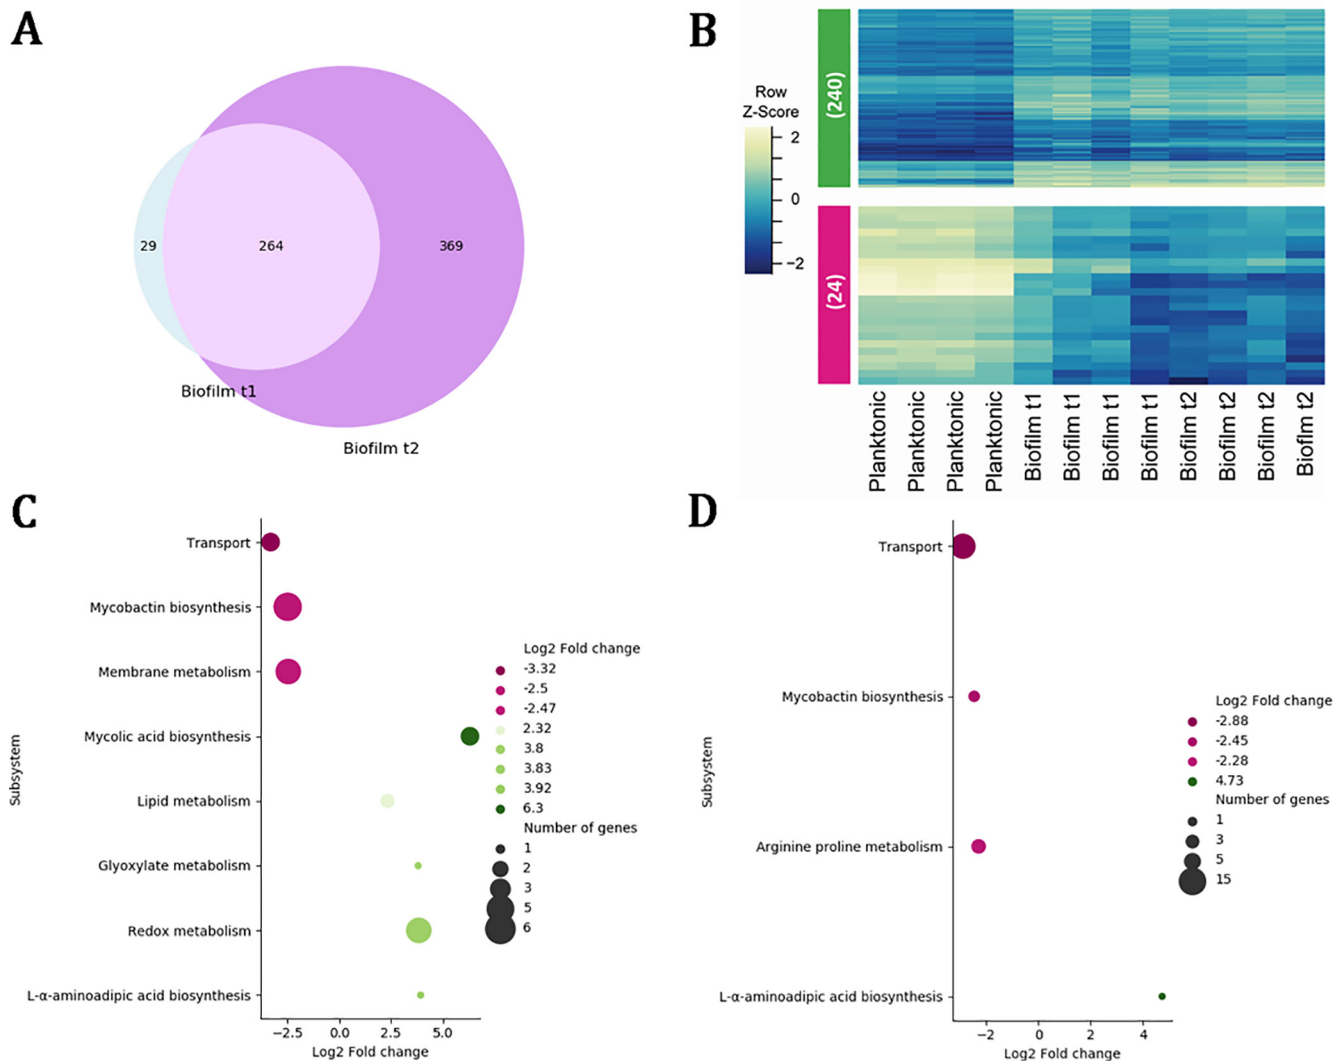 A
29
264
369
Biofilm t1
Biofilm t2
B
Row
Z-Score
2
0
−2
(240)
(24)
Planktonic
Planktonic
Planktonic
Planktonic
Biofilm t1
Biofilm t1
Biofilm t1
Biofilm t1
Biofilm t2
Biofilm t2
Biofilm t2
Biofilm t2
C
Subsystem
Transport
Mycobactin biosynthesis
Membrane metabolism
Mycolic acid biosynthesis
Lipid metabolism
Glyoxylate metabolism
Redox metabolism
L-α-aminoadipic acid biosynthesis
−2.5 0.0 2.5 5.0
Log2 Fold change
Log2 Fold change
-3.32
-2.5
-2.47
2.32
3.8
3.83
3.92
6.3
Number of genes
1
2
3
5
6
D
Subsystem
Transport
Mycobactin biosynthesis
Arginine proline metabolism
L-α-aminoadipic acid biosynthesis
−2 0 2 4
Log2 Fold change
Log2 Fold change
-2.88
-2.45
-2.28
4.73
Number of genes
1
3
5
15